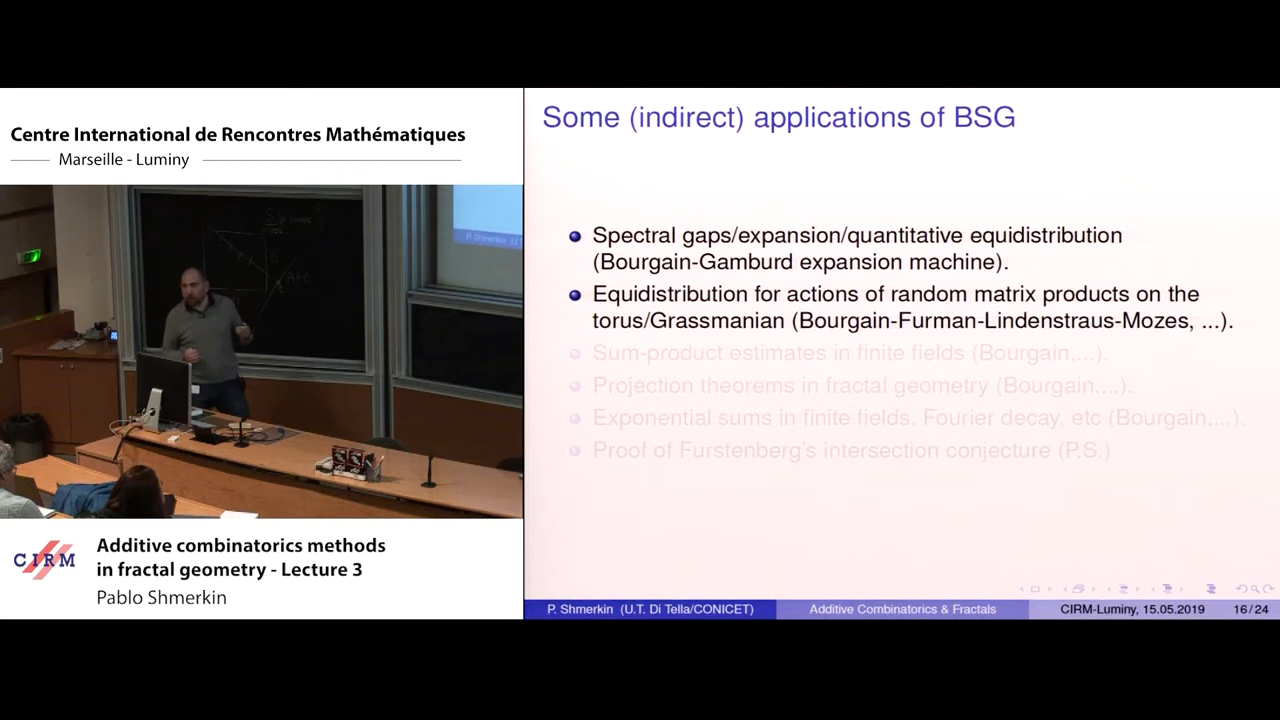 Centre International de Rencontres Mathématiques
Marseille - Luminy
CIRM
Additive combinatorics methods
in fractal geometry - Lecture 3
Pablo Shmerkin
Some (indirect) applications of BSG
Spectral gaps/expansion/quantitative equidistribution
(Bourgain-Gamburd expansion machine).
Equidistribution for actions of random matrix products on the
torus/Grassmanian (Bourgain-Furman-Lindenstraus-Mozes, ...).
Sum-product estimates in finite fields (Bourgain,...).
Projection theorems in fractal geometry (Bourgain,...).
Exponential sums in finite fields. Fourier decay, etc (Bourgain,...).
Proof of Furstenberg's intersection conjecture (P.S.)
P. Shmerkin (U.T. Di Tella/CONICET) Additive Combinatorics & Fractals CIRM-Luminy, 15.05.2019 16/24